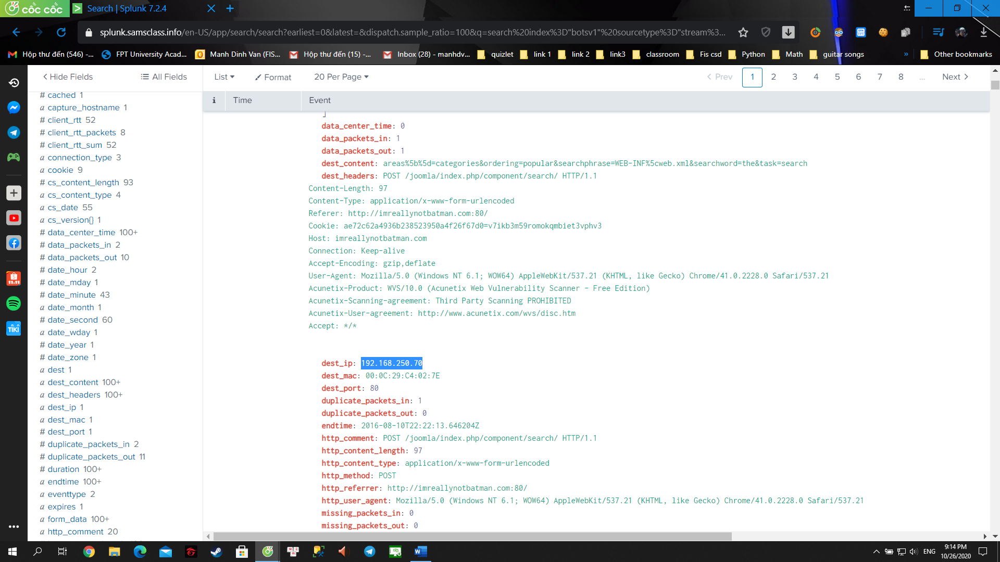 cốc cốc
Search | Splunk 7.2.4
splunk.samsclass.info/en-US/app/search/search?earliest=0&latest=&dispatch.sample_ratio=100&q=search%20index%3D"botsv1"%20sourcetype%3D"stream%3...
Hộp thư đến (546) -... FPT University Acad... Manh Dinh Van (FIS... Hộp thư đến (15) -... Inbox (28) - manhdv... quizlet link 1 link 2 link3 classroom Fis csd Python Math guitar songs » Other bookmarks
Hide Fields All Fields
List Format 20 Per Page Prev 1 2 3 4 5 6 7 8 ... Next
i Time Event
# cached 1
a capture_hostname 1
# client_rtt 52
# client_rtt_packets 8
# client_rtt_sum 52
a connection_type 3
a cookie 9
# cs_content_length 93
a cs_content_type 4
a cs_date 55
a cs_version{} 1
# data_center_time 100+
# data_packets_in 2
# data_packets_out 10
# date_hour 2
# date_mday 1
# date_minute 43
a date_month 1
# date_second 60
a date_wday 1
# date_year 1
# date_zone 1
a dest 1
a dest_content 100+
a dest_headers 100+
a dest_ip 1
a dest_mac 1
# dest_port 1
# duplicate_packets_in 2
# duplicate_packets_out 11
# duration 100+
a endtime 100+
a eventtype 2
a expires 1
a form_data 100+
a http_comment 20
]
data_center_time: 0
data_packets_in: 1
data_packets_out: 1
dest_content: areas%5b%5d=categories&ordering=popular&searchphrase=WEB-INF%5cweb.xml&searchword=the&task=search
dest_headers: POST /joomla/index.php/component/search/ HTTP/1.1
Content-Length: 97
Content-Type: application/x-www-form-urlencoded
Referer: http://imreallynotbatman.com:80/
Cookie: ae72c62a4936b238523950a4f26f67d0=v7ikb3m59romokqmbiet3vphv3
Host: imreallynotbatman.com
Connection: Keep-alive
Accept-Encoding: gzip,deflate
User-Agent: Mozilla/5.0 (Windows NT 6.1; WOW64) AppleWebKit/537.21 (KHTML, like Gecko) Chrome/41.0.2228.0 Safari/537.21
Acunetix-Product: WVS/10.0 (Acunetix Web Vulnerability Scanner - Free Edition)
Acunetix-Scanning-agreement: Third Party Scanning PROHIBITED
Acunetix-User-agreement: http://www.acunetix.com/wvs/disc.htm
Accept: */*
dest_ip: 192.168.250.70
dest_mac: 00:0C:29:C4:02:7E
dest_port: 80
duplicate_packets_in: 1
duplicate_packets_out: 0
endtime: 2016-08-10T22:22:13.646204Z
http_comment: POST /joomla/index.php/component/search/ HTTP/1.1
http_content_length: 97
http_content_type: application/x-www-form-urlencoded
http_method: POST
http_referrer: http://imreallynotbatman.com:80/
http_user_agent: Mozilla/5.0 (Windows NT 6.1; WOW64) AppleWebKit/537.21 (KHTML, like Gecko) Chrome/41.0.2228.0 Safari/537.21
missing_packets_in: 0
missing_packets_out: 0
11.11
TIKI
ENG
9:14 PM
10/26/2020